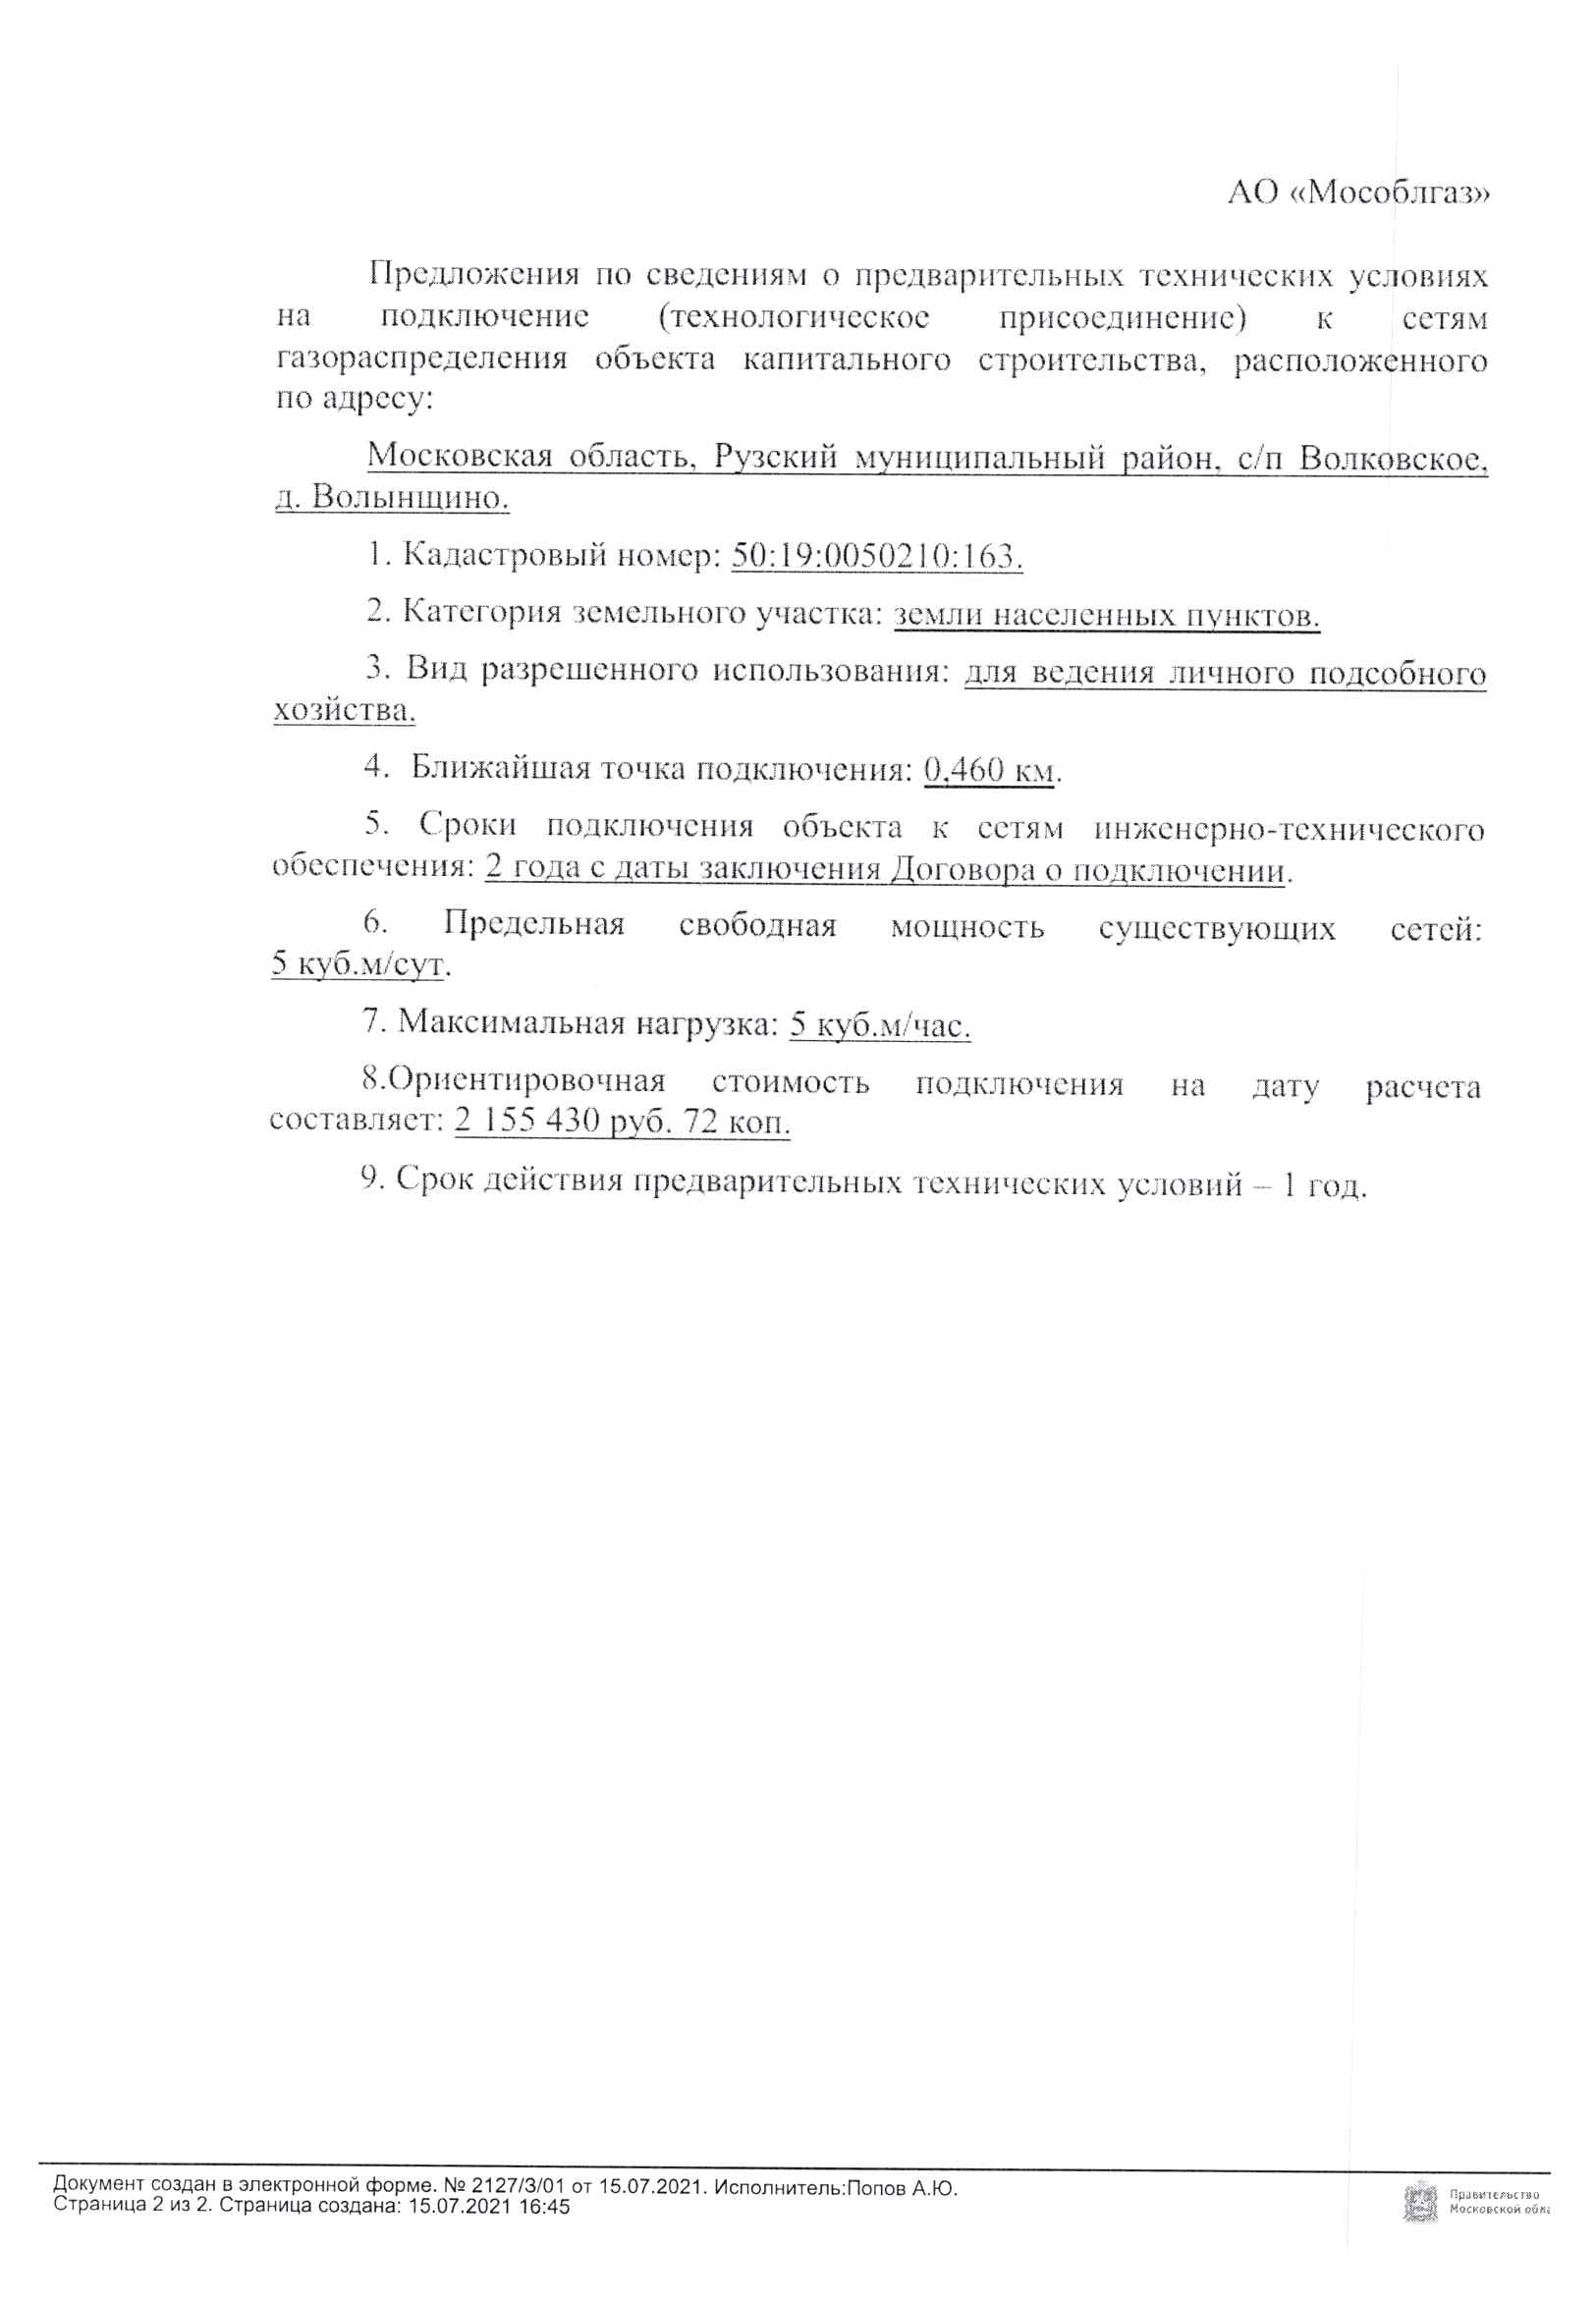 АО «Мособлгаз»
Предложения по сведениям о предварительных технических условиях
на подключение (технологическое присоединение) к сетям
газораспределения объекта капитального строительства, расположенного
по адресу:
Московская область, Рузский муниципальный район, с/п Волковское,
д. Волынщино.
1. Кадастровый номер: 50:19:0050210:163.
2. Категория земельного участка: земли населенных пунктов.
3. Вид разрешенного использования: для ведения личного подсобного
хозйства.
4. Ближайшая точка подключения: 0,460 км.
5. Сроки подключения объекта к сетям инженерно-технического
обеспечения: 2 года с даты заключения Договора о подключении.
6. Предельная свободная мощность существующих сетей:
5 куб.м/сут.
7. Максимальная нагрузка: 5 куб.м/час.
8.Ориентировочная стоимость подключения на дату расчета
составляет: 2 155 430 руб. 72 коп.
9. Срок действия предварительных технических условий – 1 год.
Документ создан в электронной форме. № 2127/3/01 от 15.07.2021. Исполнитель:Попов А.Ю.
Страница 2 из 2. Страница создана: 15.07.2021 16:45
Правительство
Московской обла